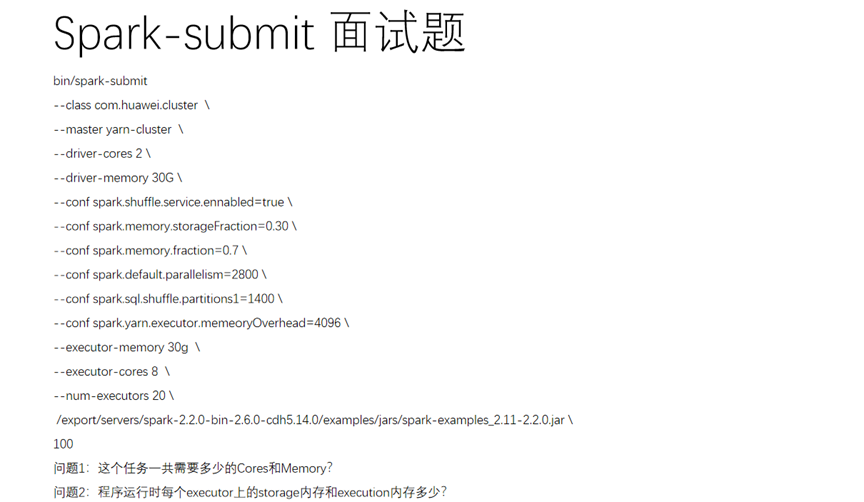 Spark-submit 面试题
bin/spark-submit
--class com.huawei.cluster \
--master yarn-cluster \
--driver-cores 2 \
--driver-memory 30G \
--conf spark.shuffle.service.ennabled=true \
--conf spark.memory.storageFraction=0.30 \
--conf spark.memory.fraction=0.7 \
--conf spark.default.parallelism=2800 \
--conf spark.sql.shuffle.partitions1=1400 \
--conf spark.yarn.executor.memeoryOverhead=4096 \
--executor-memory 30g \
--executor-cores 8 \
--num-executors 20 \
/export/servers/spark-2.2.0-bin-2.6.0-cdh5.14.0/examples/jars/spark-examples_2.11-2.2.0.jar \
100
问题1：这个任务一共需要多少的Cores和Memory?
问题2：程序运行时每个executor上的storage内存和execution内存多少?